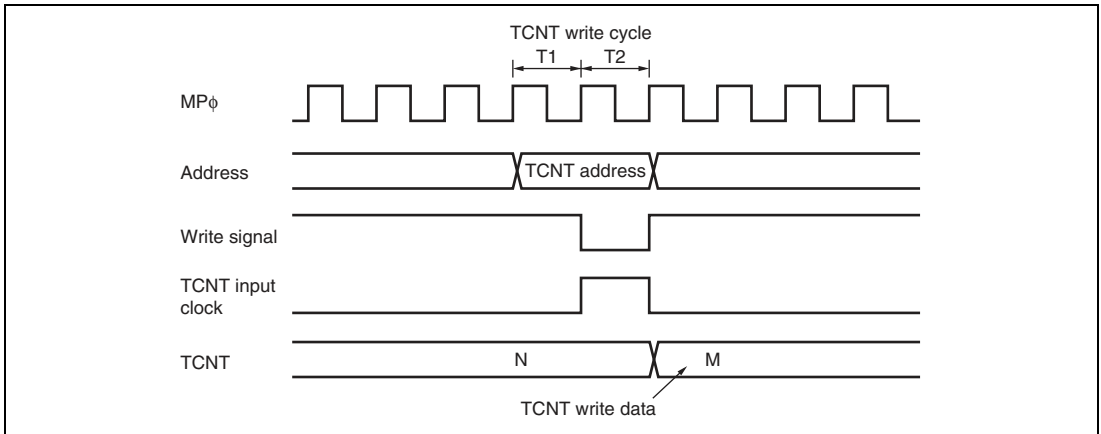 TCNT write cycle
T1 T2
MPϕ
Address
TCNT address
Write signal
TCNT input
clock
TCNT
N
M
TCNT write data